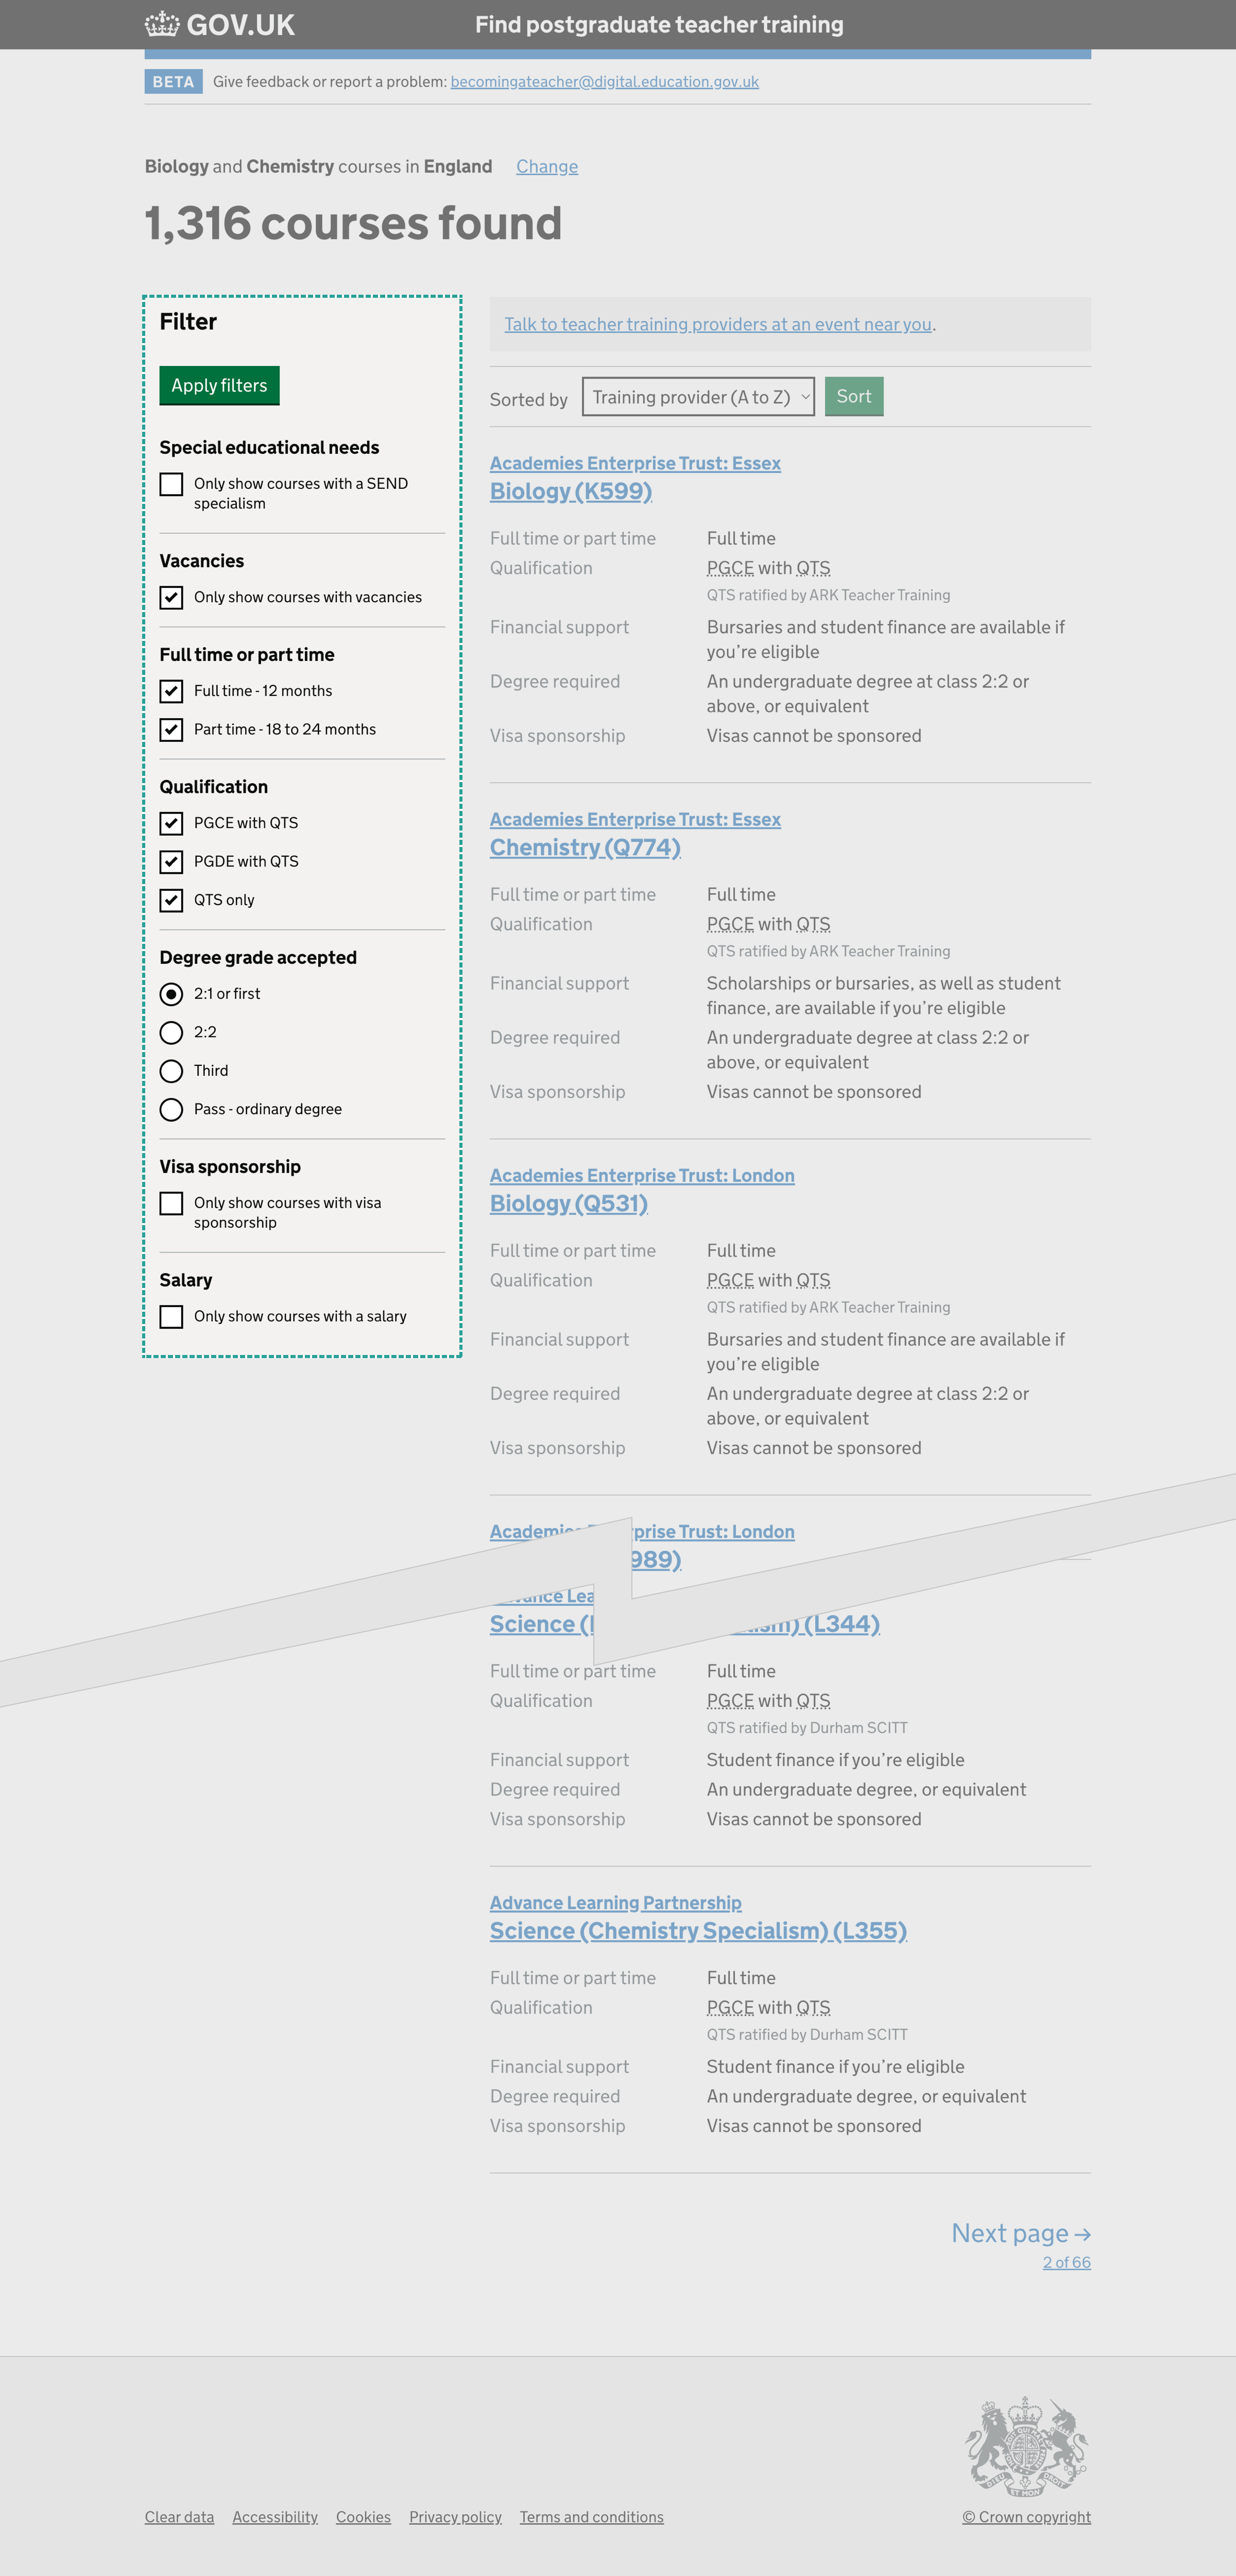 GOV.UK
Find postgraduate teacher training
BETA Give feedback or report a problem: becomingateacher@digital.education.gov.uk
Biology and Chemistry courses in England Change
1,316 courses found
Filter
Apply filters
Special educational needs
Only show courses with a SEND
specialism
Vacancies
Only show courses with vacancies
Full time or part time
Full time - 12 months
Part time - 18 to 24 months
Qualification
PGCE with QTS
PGDE with QTS
QTS only
Degree grade accepted
2:1 or first
2:2
Third
Pass - ordinary degree
Visa sponsorship
Only show courses with visa
sponsorship
Salary
Only show courses with a salary
Talk to teacher training providers at an event near you.
Sorted by Training provider (A to Z) Sort
Academies Enterprise Trust: Essex
Biology (K599)
Full time or part time Full time
Qualification PGCE with QTS
QTS ratified by ARK Teacher Training
Financial support Bursaries and student finance are available if
you’re eligible
Degree required An undergraduate degree at class 2:2 or
above, or equivalent
Visa sponsorship Visas cannot be sponsored
Academies Enterprise Trust: Essex
Chemistry (Q774)
Full time or part time Full time
Qualification PGCE with QTS
QTS ratified by ARK Teacher Training
Financial support Scholarships or bursaries, as well as student
finance, are available if you’re eligible
Degree required An undergraduate degree at class 2:2 or
above, or equivalent
Visa sponsorship Visas cannot be sponsored
Academies Enterprise Trust: London
Biology (Q531)
Full time or part time Full time
Qualification PGCE with QTS
QTS ratified by ARK Teacher Training
Financial support Bursaries and student finance are available if
you’re eligible
Degree required An undergraduate degree at class 2:2 or
above, or equivalent
Visa sponsorship Visas cannot be sponsored
Academies Enterprise Trust: London
989)
Science (L344)
Full time or part time Full time
Qualification PGCE with QTS
QTS ratified by Durham SCITT
Financial support Student finance if you’re eligible
Degree required An undergraduate degree, or equivalent
Visa sponsorship Visas cannot be sponsored
Advance Learning Partnership
Science (Chemistry Specialism) (L355)
Full time or part time Full time
Qualification PGCE with QTS
QTS ratified by Durham SCITT
Financial support Student finance if you’re eligible
Degree required An undergraduate degree, or equivalent
Visa sponsorship Visas cannot be sponsored
Next page →
2 of 66
Clear data Accessibility Cookies Privacy policy Terms and conditions
© Crown copyright